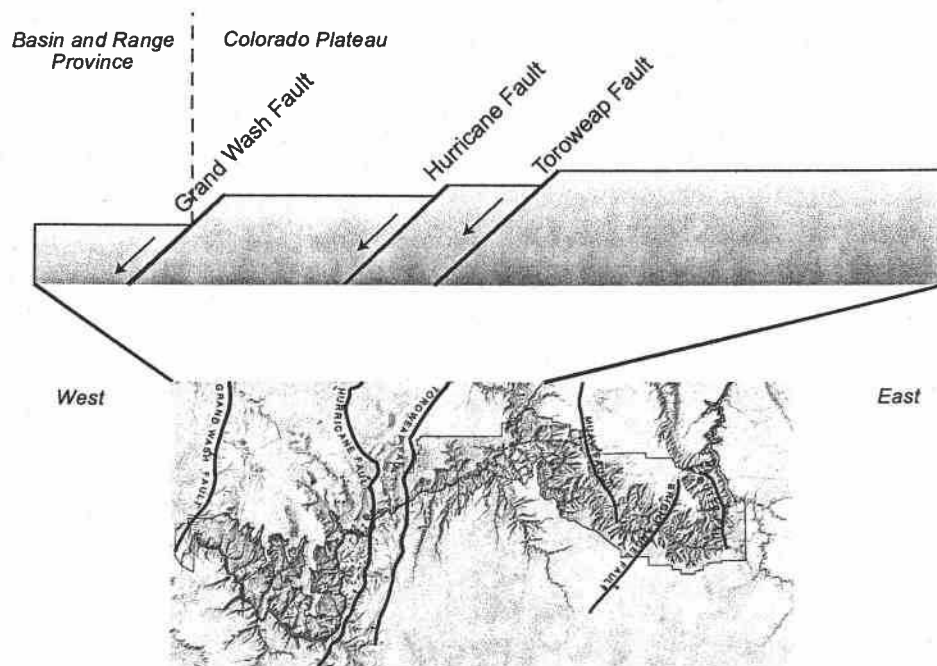 Basin and Range
Province
Colorado Plateau
Grand Wash Fault
Hurricane Fault
Toroweap Fault
West
East
GRAND WASH FAULT
HURRICANE FAULT
TOROWEAP
FAULT